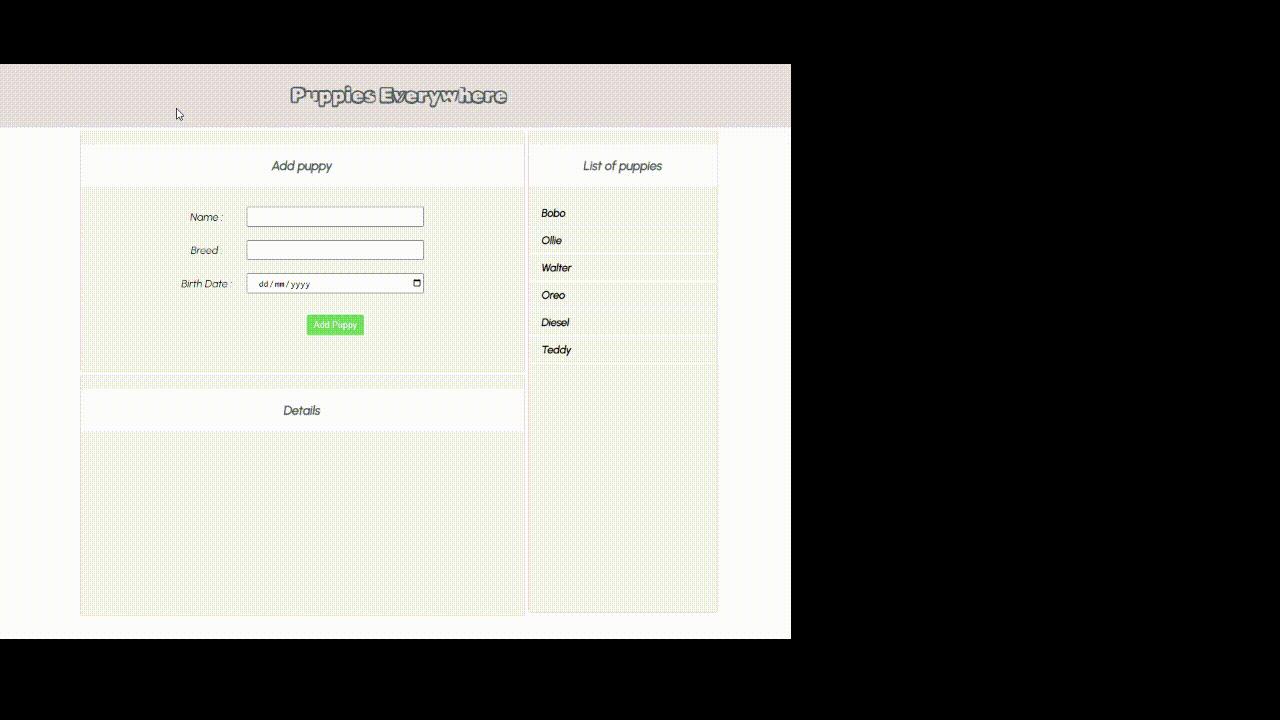 Puppies Everywhere
Add puppy
Name :
Breed :
Birth Date : dd/mm/yyyy
Add Puppy
Details
List of puppies
Bobo
Ollie
Walter
Oreo
Diesel
Teddy